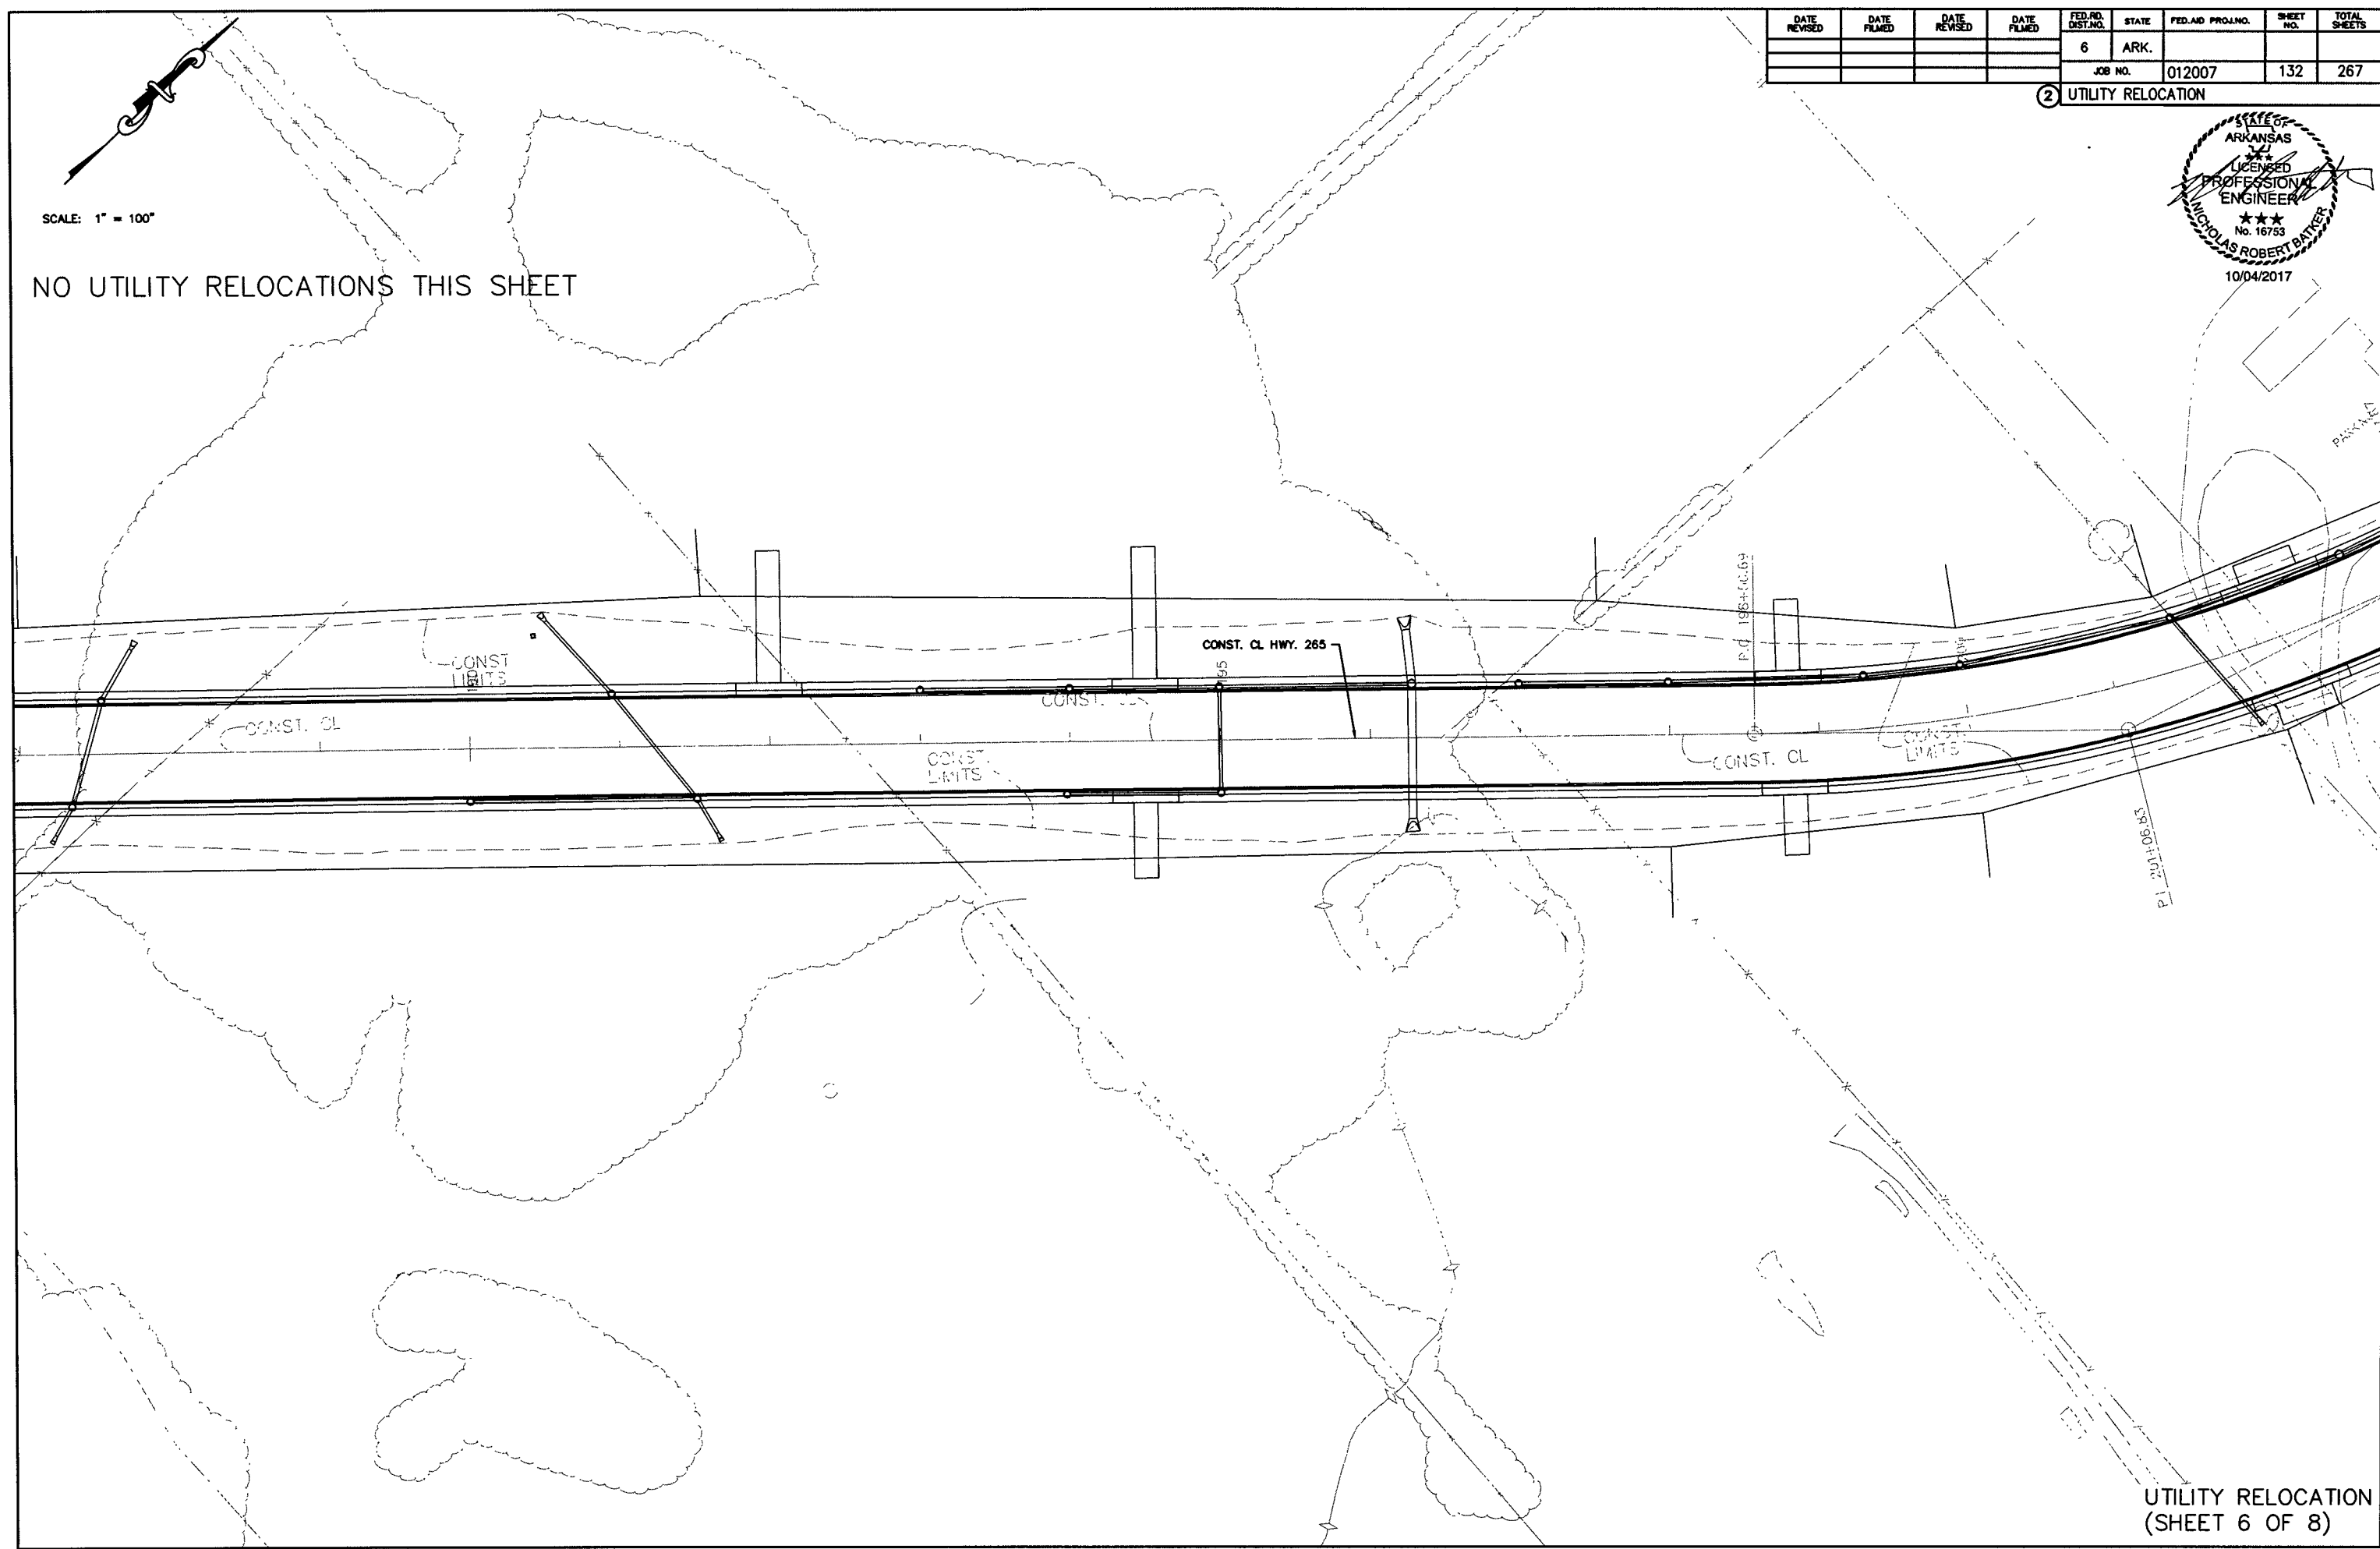 DATE REVISED
DATE FILMED
DATE REVISED
DATE FILMED
FED.RD. DIST.NO.
STATE
FED.AID PROJ.NO.
SHEET NO.
TOTAL SHEETS
6
ARK.
JOB NO.
012007
132
267
2
UTILITY RELOCATION
STATE OF
ARKANSAS
★★★
LICENSED
PROFESSIONAL
ENGINEER
★★★
No. 16753
NICHOLAS ROBERT BATKER
10/04/2017
SCALE: 1" = 100"
NO UTILITY RELOCATIONS THIS SHEET
CONST
LIMITS
190
CONST. CL
CONST.
CONST.
LIMITS
195
CONST. CL HWY. 265
CONST. CL
CONST.
LIMITS
P.I. 201+06.83
UTILITY RELOCATION
(SHEET 6 OF 8)